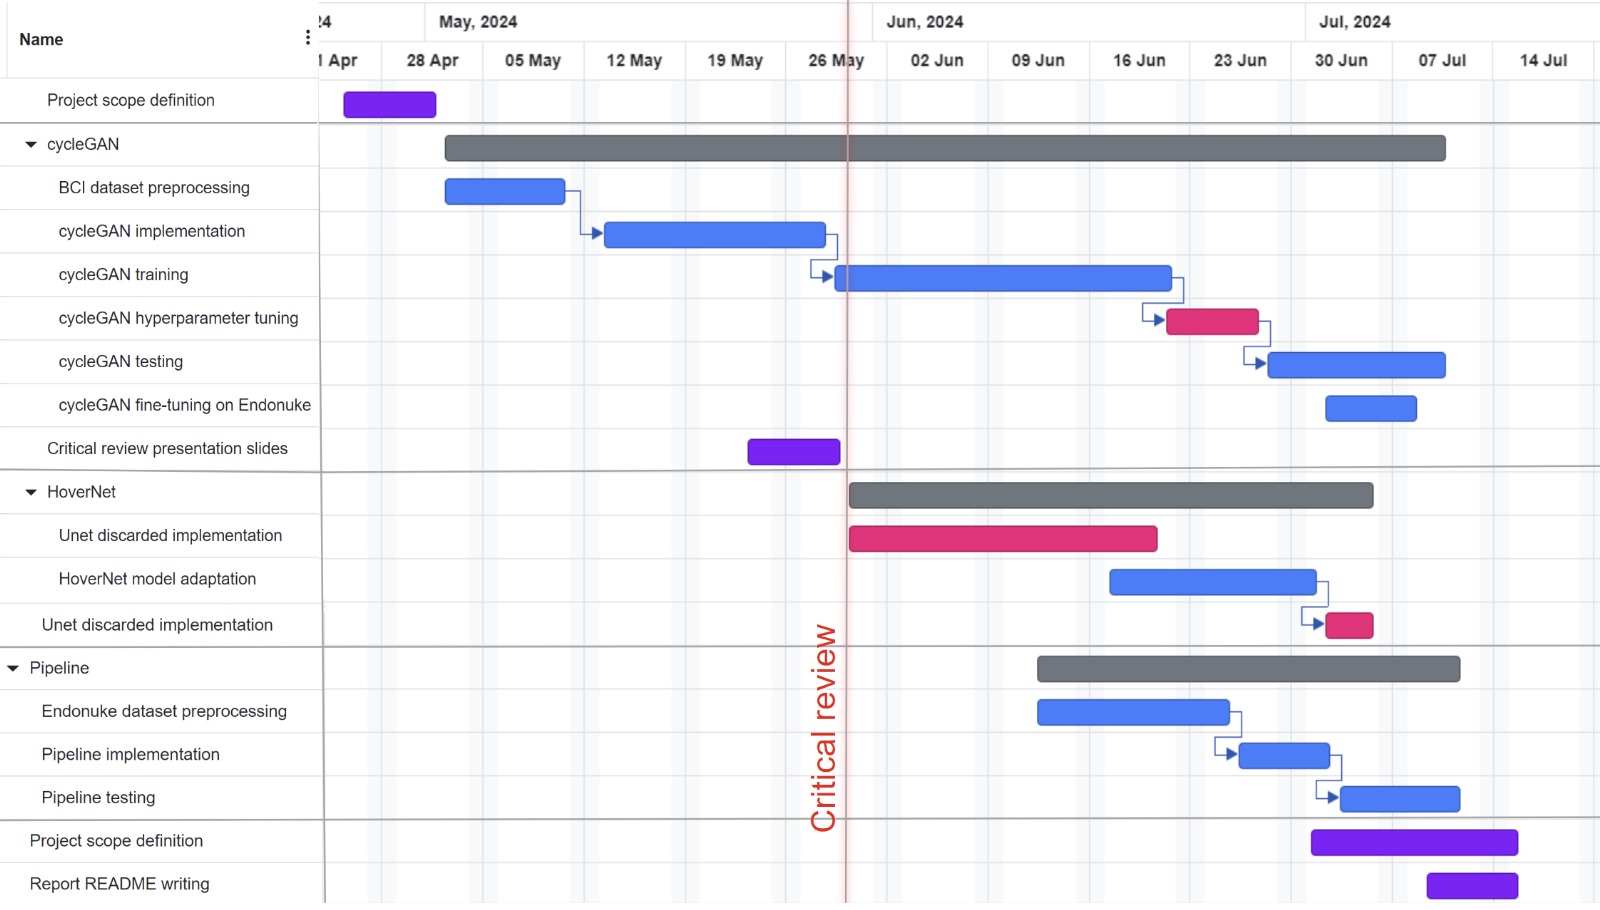 24 May, 2024 Jun, 2024 Jul, 2024
Name
1 Apr 28 Apr 05 May 12 May 19 May 26 May 02 Jun 09 Jun 16 Jun 23 Jun 30 Jun 07 Jul 14 Jul
Project scope definition
cycleGAN
BCI dataset preprocessing
cycleGAN implementation
cycleGAN training
cycleGAN hyperparameter tuning
cycleGAN testing
cycleGAN fine-tuning on Endonuke
Critical review presentation slides
HoverNet
Unet discarded implementation
HoverNet model adaptation
Unet discarded implementation
Pipeline
Endonuke dataset preprocessing
Pipeline implementation
Pipeline testing
Project scope definition
Report README writing
Critical review